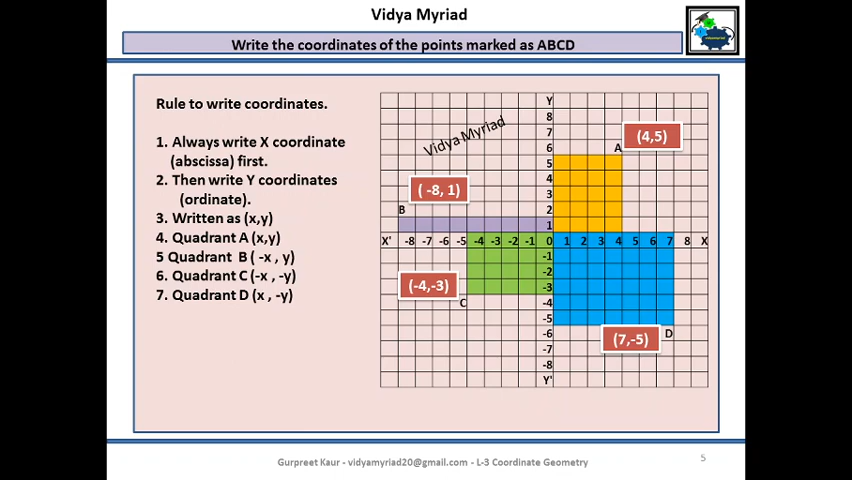 Vidya Myriad
Write the coordinates of the points marked as ABCD
Rule to write coordinates.
1. Always write X coordinate
(abscissa) first.
2. Then write Y coordinates
(ordinate).
3. Written as (x,y)
4. Quadrant A (x,y)
5 Quadrant B ( -x , y)
6. Quadrant C (-x , -y)
7. Quadrant D (x , -y)
Vidya Myriad
Y
8
7
6
5
4
3
2
1
A
(4,5)
( -8, 1)
B
X' -8 -7 -6 -5 -4 -3 -2 -1 0 1 2 3 4 5 6 7 8 X
-1
-2
-3
-4
-5
-6
-7
-8
Y'
(-4,-3)
C
(7,-5)
D
Gurpreet Kaur - vidyamyriad20@gmail.com - L-3 Coordinate Geometry
5